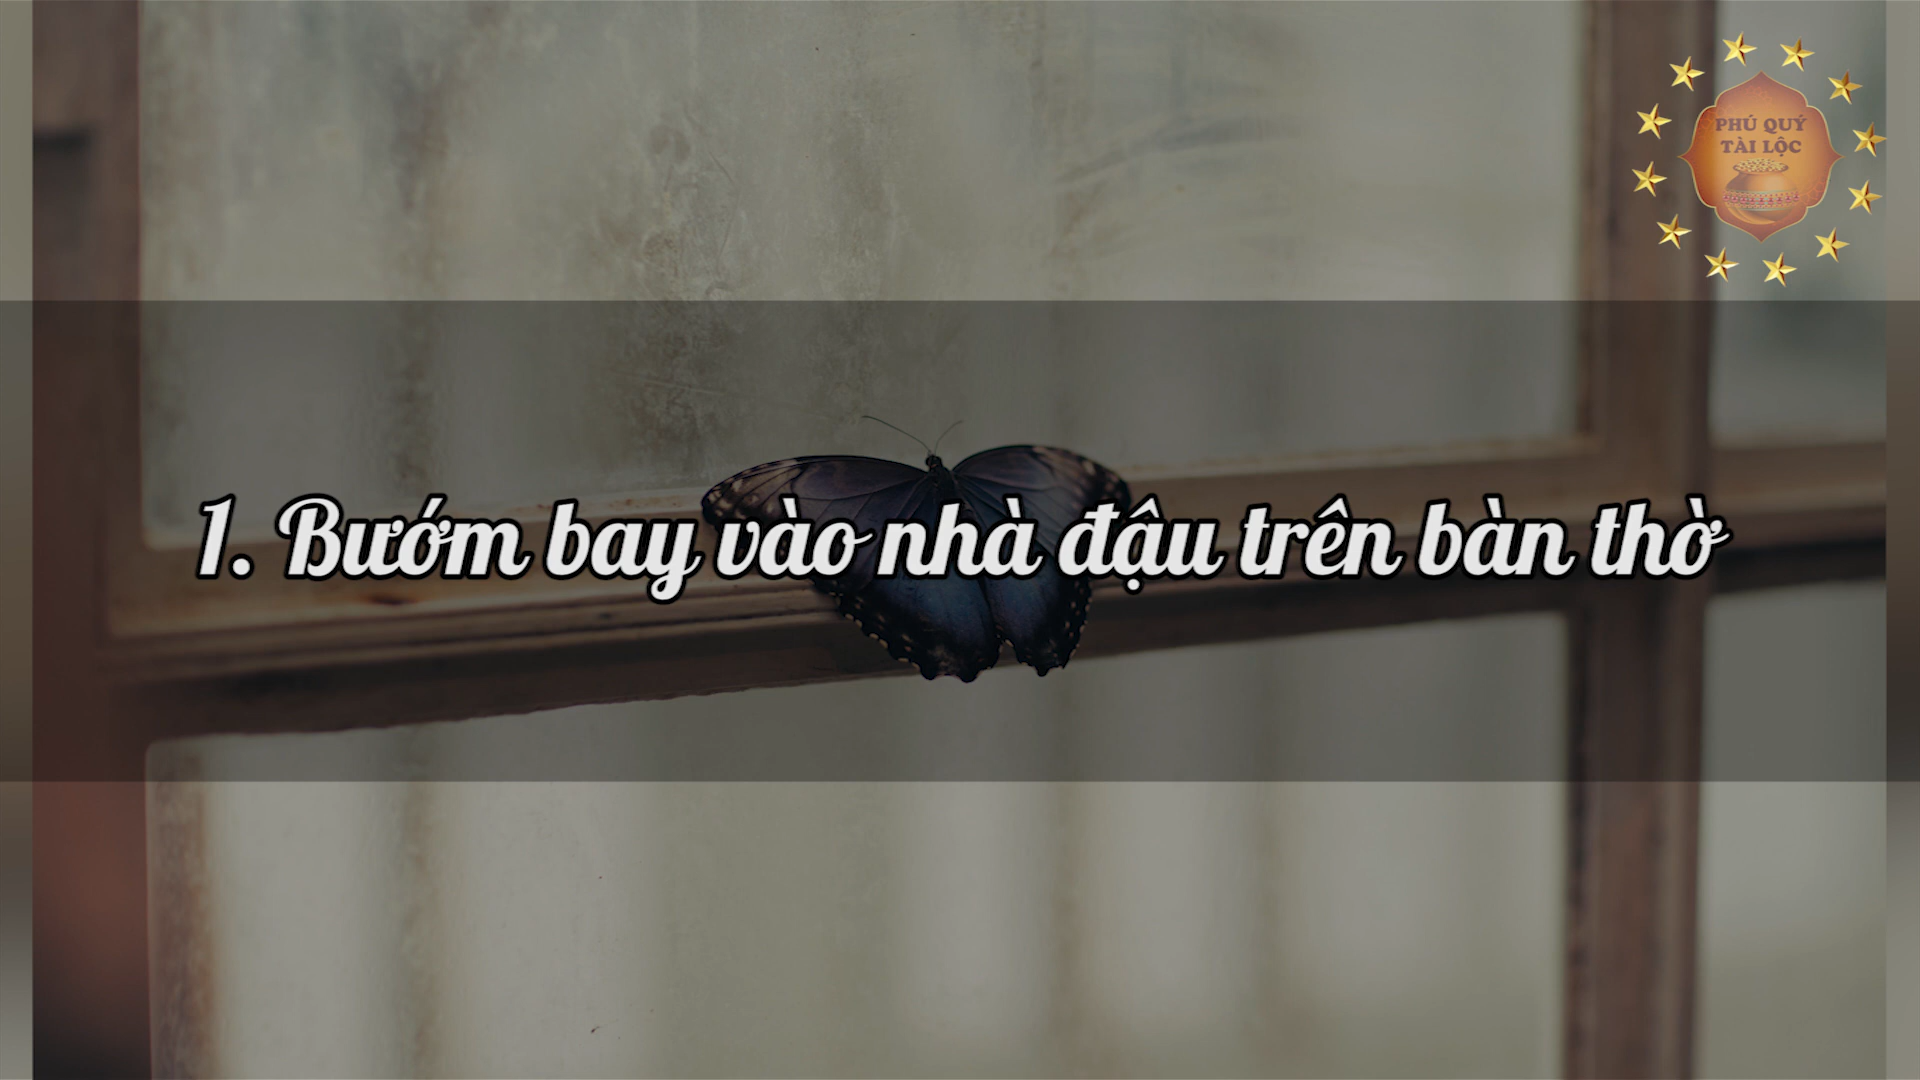 PHÚ QUÝ
TÀI LỘC
1. Bướm bay vào nhà đậu trên bàn thờ